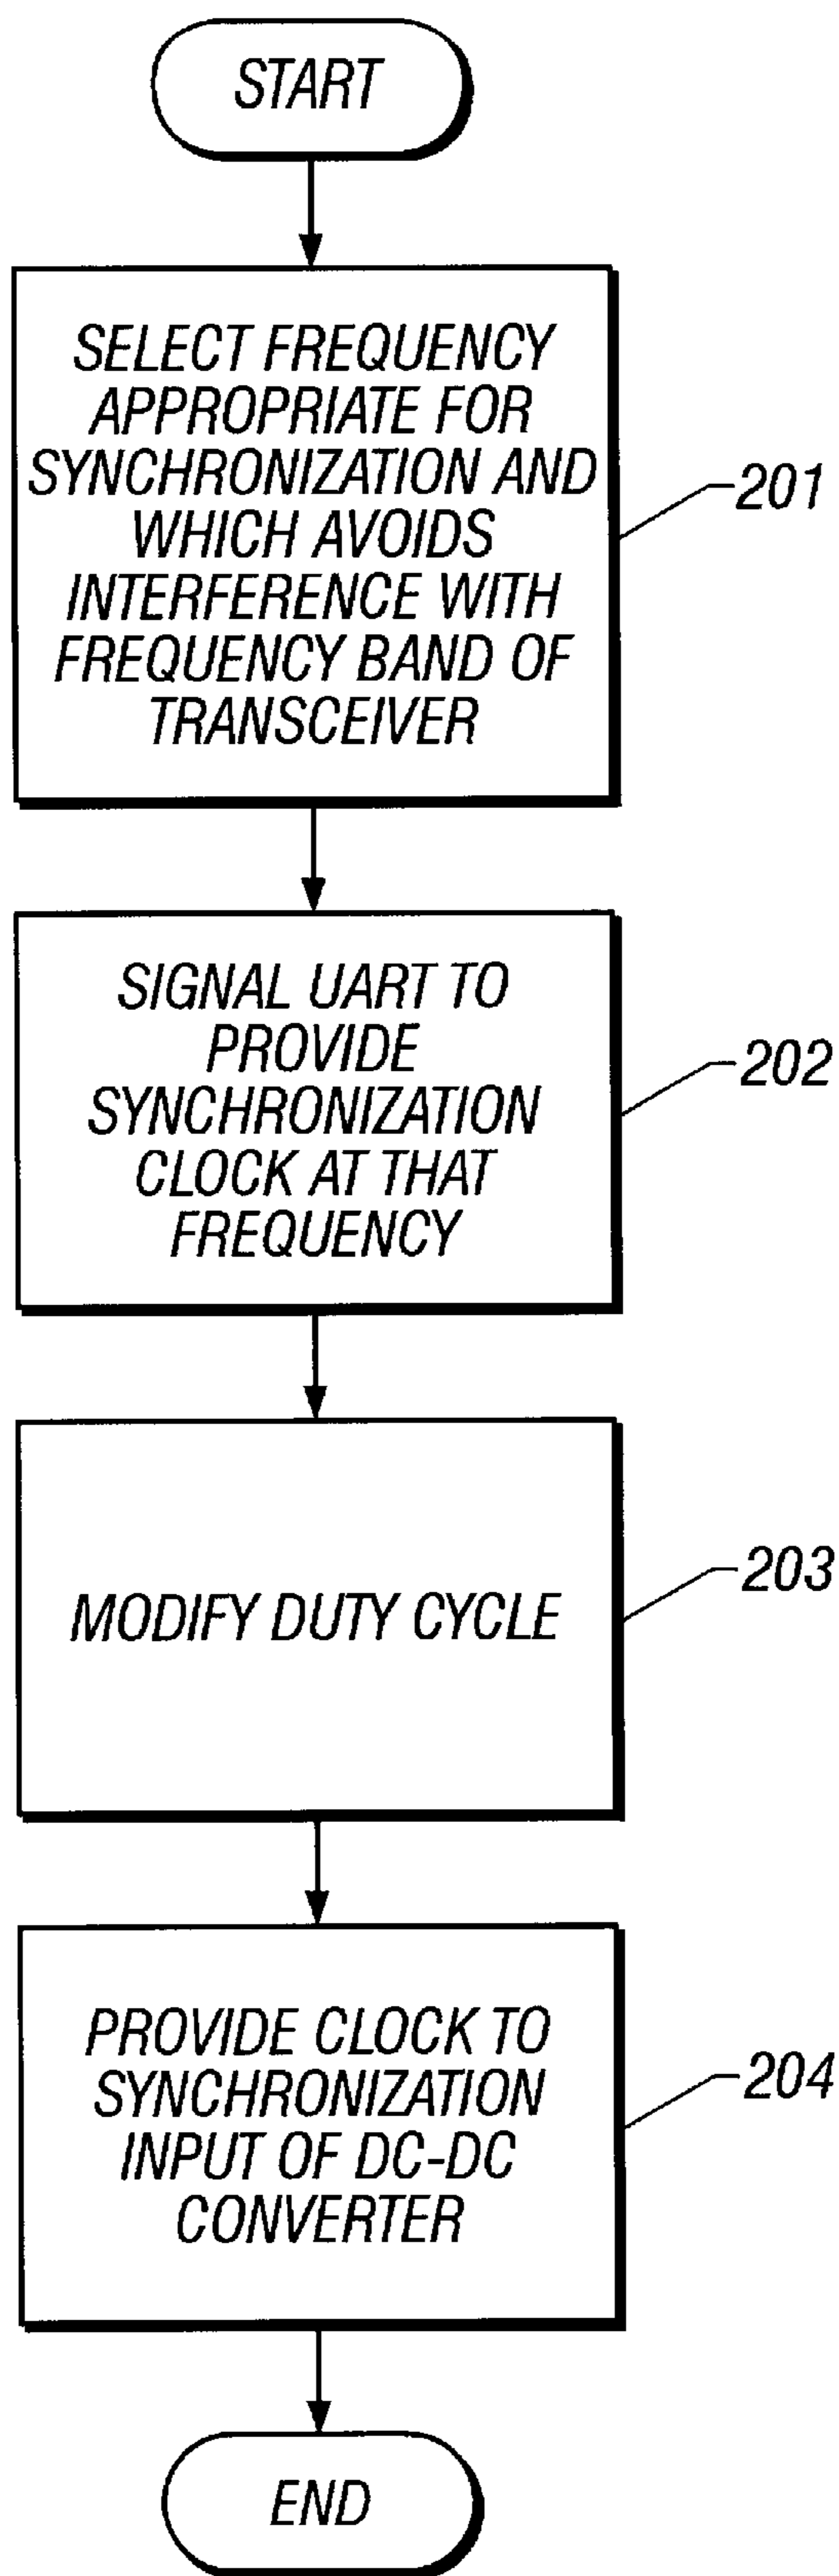 START
SELECT FREQUENCY
APPROPRIATE FOR
SYNCHRONIZATION AND
WHICH AVOIDS
INTERFERENCE WITH
FREQUENCY BAND OF
TRANSCEIVER
201
SIGNAL UART TO
PROVIDE
SYNCHRONIZATION
CLOCK AT THAT
FREQUENCY
202
MODIFY DUTY CYCLE
203
PROVIDE CLOCK TO
SYNCHRONIZATION
INPUT OF DC-DC
CONVERTER
204
END